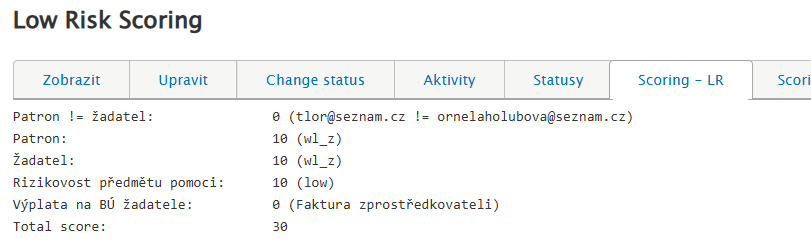 Low Risk Scoring
Zobrazit Upravit Change status Aktivity Statusy Scoring - LR Scori
Patron != žadatel: 0 (tlor@seznam.cz != ornelaholubova@seznam.cz)
Patron: 10 (wl_z)
Žadatel: 10 (wl_z)
Rizikovost předmětu pomoci: 10 (low)
Výplata na BÚ žadatele: 0 (Faktura zprostředkovateli)
Total score: 30